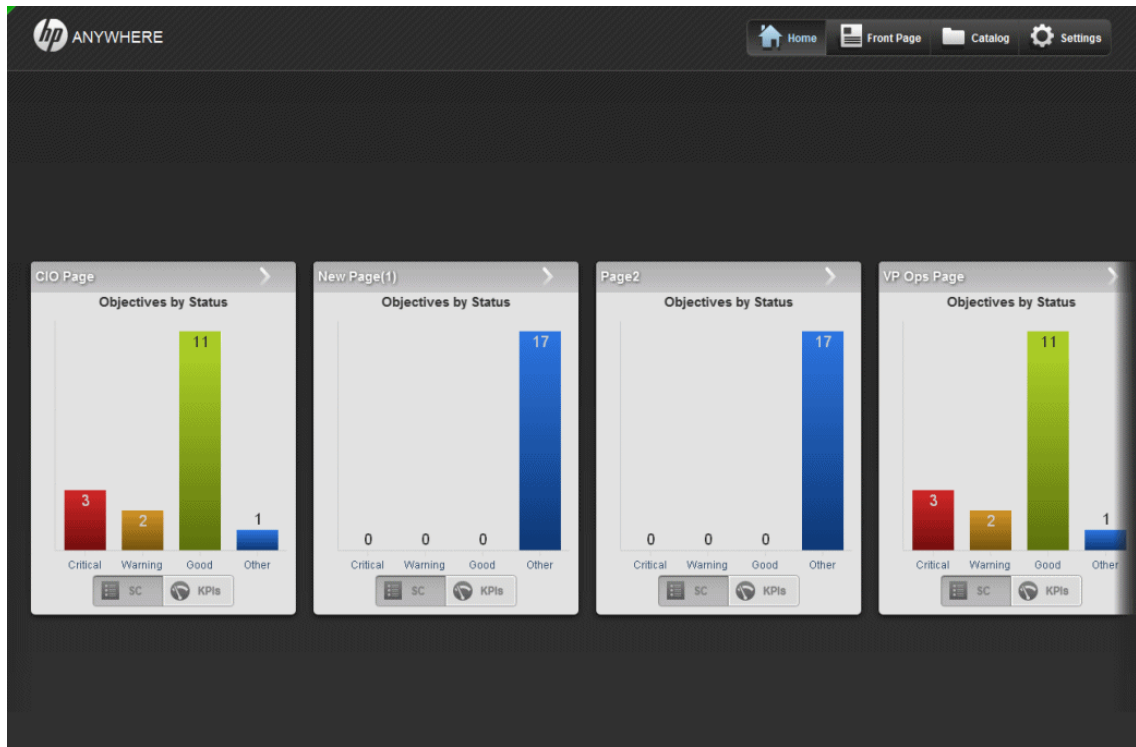 hp ANYWHERE
Home Front Page Catalog Settings
CIO Page
Objectives by Status
11
3
2
1
Critical Warning Good Other
SC KPIs
New Page(1)
Objectives by Status
17
0 0 0
Critical Warning Good Other
SC KPIs
Page2
Objectives by Status
17
0 0 0
Critical Warning Good Other
SC KPIs
VP Ops Page
Objectives by Status
11
3
2
1
Critical Warning Good Other
SC KPIs